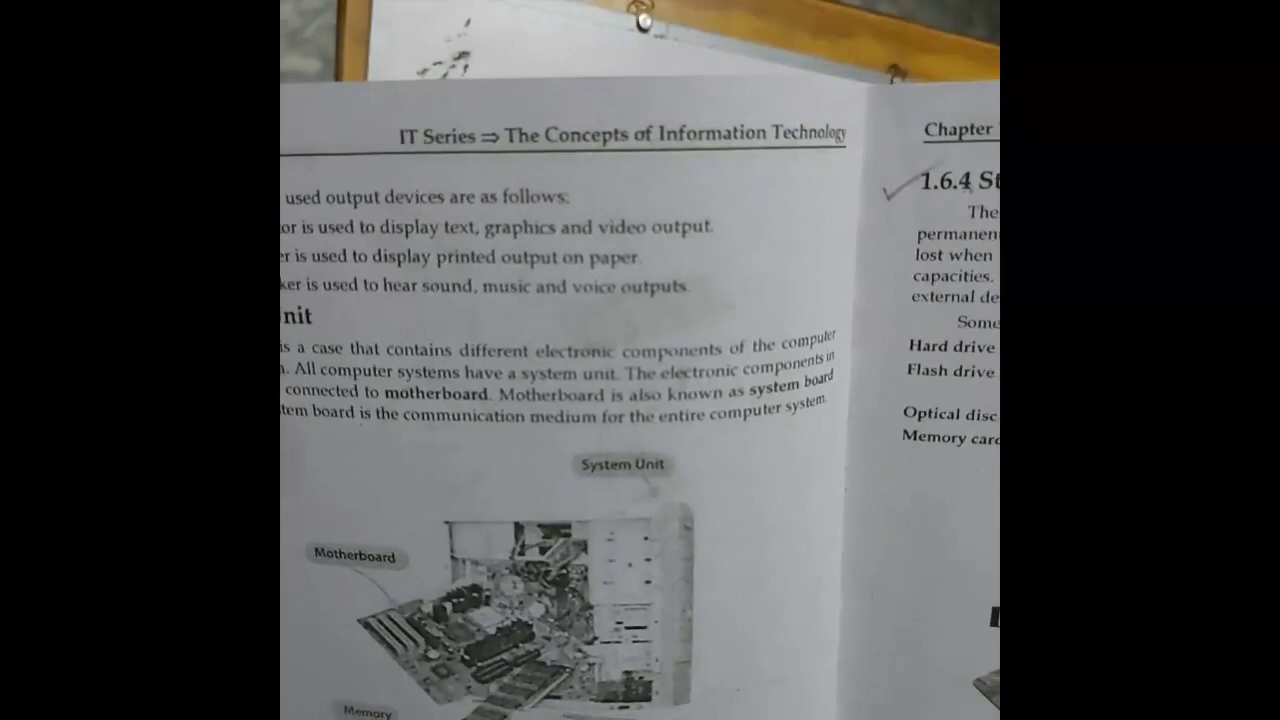 IT Series ⇒ The Concepts of Information Technology
used output devices are as follows:
or is used to display text, graphics and video output.
er is used to display printed output on paper.
ker is used to hear sound, music and voice outputs.
nit
is a case that contains different electronic components of the computer
. All computer systems have a system unit. The electronic components in
connected to motherboard. Motherboard is also known as system board
tem board is the communication medium for the entire computer system.
System Unit
Motherboard
Memory
Chapter
1.6.4 St
The
permanen
lost when
capacities.
external de
Some
Hard drive
Flash drive
Optical disc
Memory card